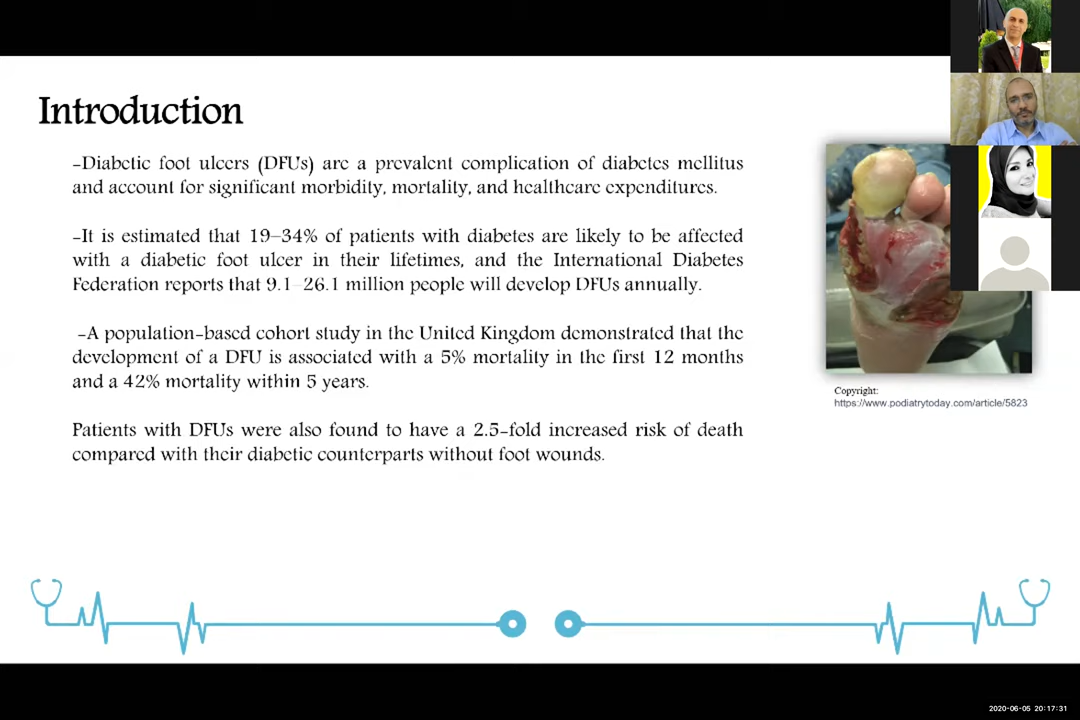 Introduction
-Diabetic foot ulcers (DFUs) are a prevalent complication of diabetes mellitus
and account for significant morbidity, mortality, and healthcare expenditures.
-It is estimated that 19–34% of patients with diabetes are likely to be affected
with a diabetic foot ulcer in their lifetimes, and the International Diabetes
Federation reports that 9.1–26.1 million people will develop DFUs annually.
-A population-based cohort study in the United Kingdom demonstrated that the
development of a DFU is associated with a 5% mortality in the first 12 months
and a 42% mortality within 5 years.
Patients with DFUs were also found to have a 2.5-fold increased risk of death
compared with their diabetic counterparts without foot wounds.
Copyright:
https://www.podiatrytoday.com/article/5823
2020-06-05 20:17:31